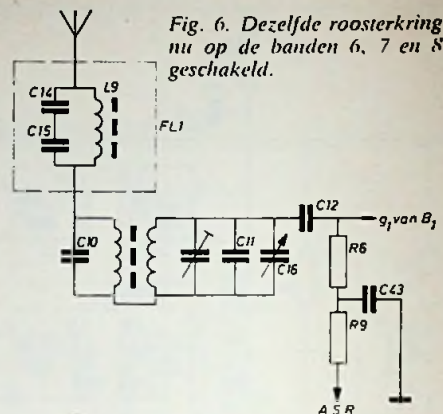 Fig. 6. Dezelfde roosterkring
nu op de banden 6, 7 en 8
geschakeld.
C14
L9
C15
FL1
C10
C11
C16
C12
g₁ van B₁
R6
C43
R9
A S R